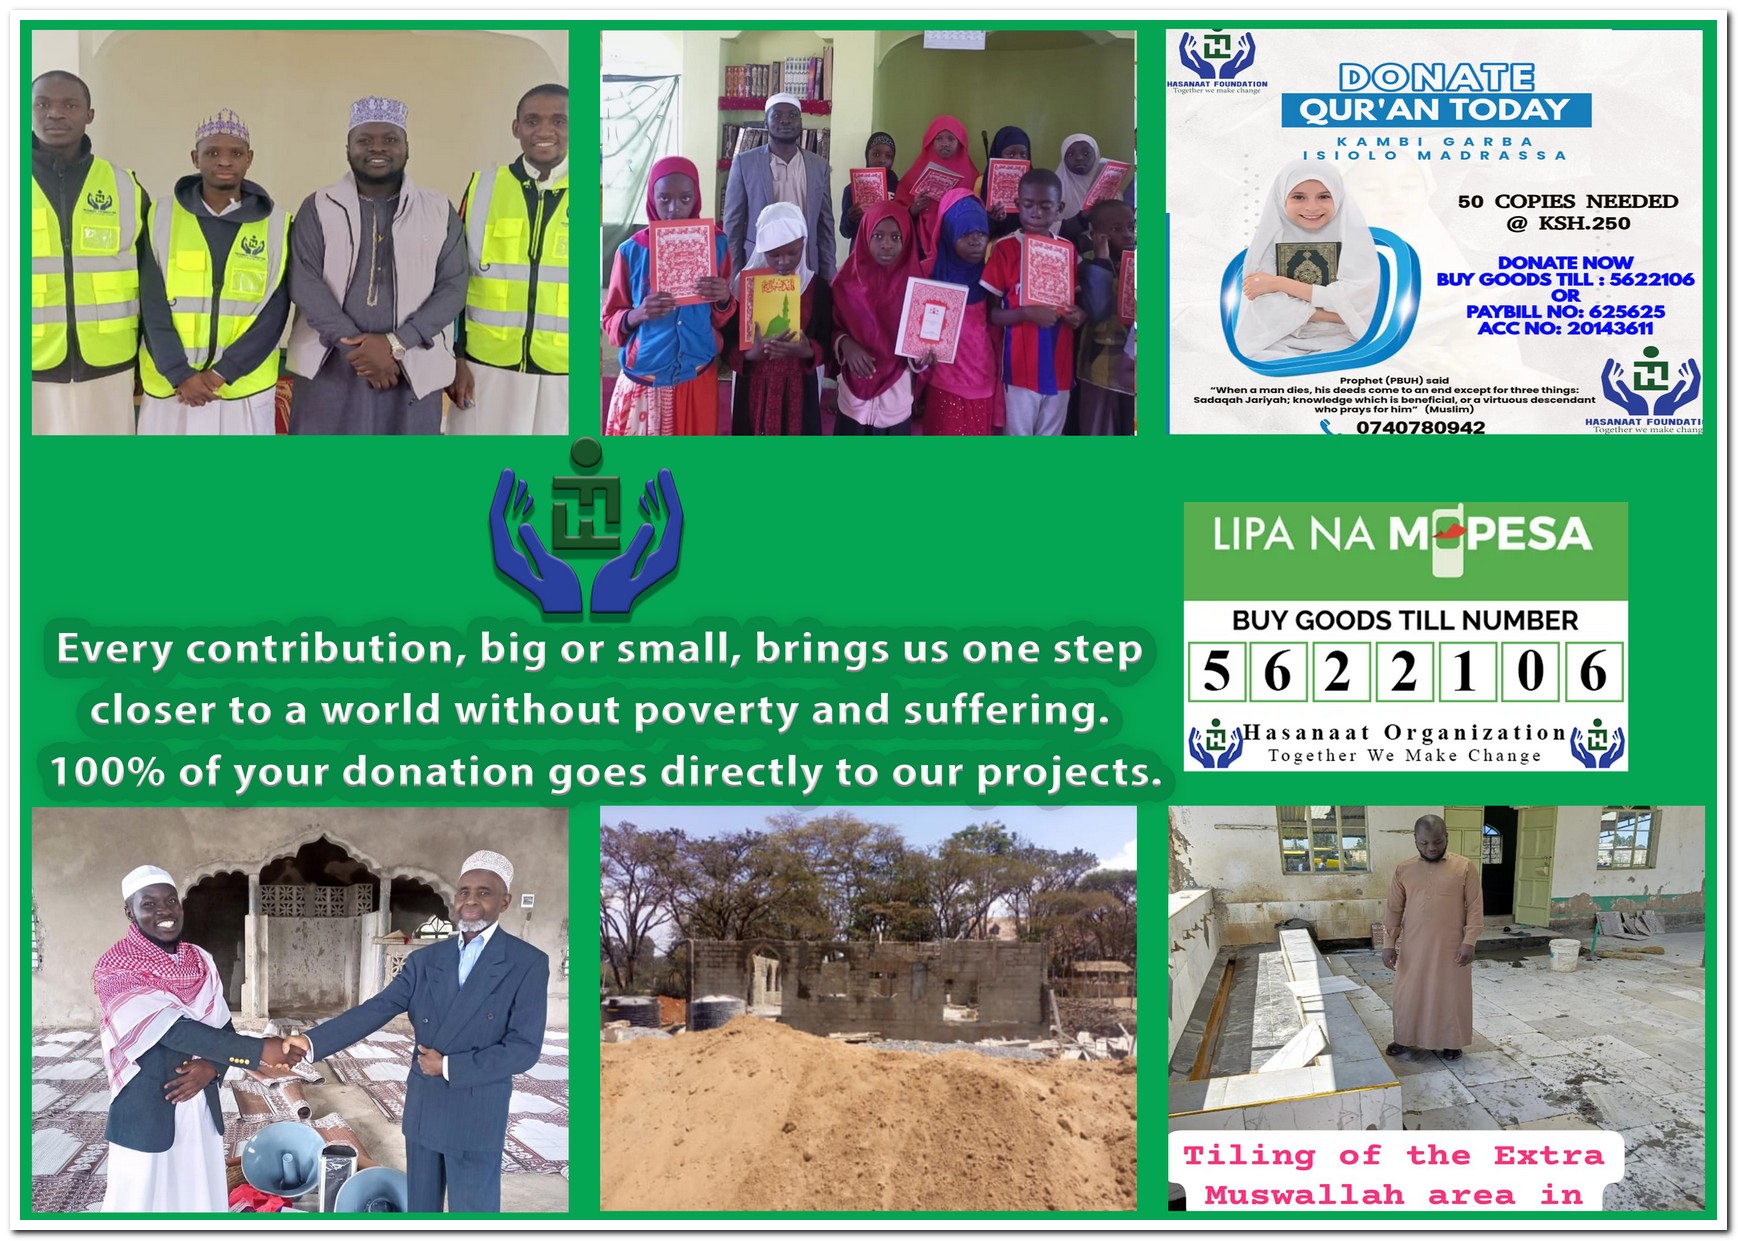 HASANAAT FOUNDATION
Together we make change
DONATE
QUR'AN TODAY
KAMBI GARBA
ISIOLO MADRASSA
50 COPIES NEEDED
@ KSH.250
DONATE NOW
BUY GOODS TILL : 5622106
OR
PAYBILL NO: 625625
ACC NO: 20143611
Prophet (PBUH) said
“When a man dies, his deeds come to an end except for three things:
Sadaqah Jariyah; knowledge which is beneficial, or a virtuous descendant
who prays for him” (Muslim)
0740780942
HASANAAT FOUNDATI
Together we make chang
LIPA NA M-PESA
BUY GOODS TILL NUMBER
5 6 2 2 1 0 6
Hasanaat Organization
Together We Make Change
Every contribution, big or small, brings us one step
closer to a world without poverty and suffering.
100% of your donation goes directly to our projects.
Tiling of the Extra
Muswallah area in